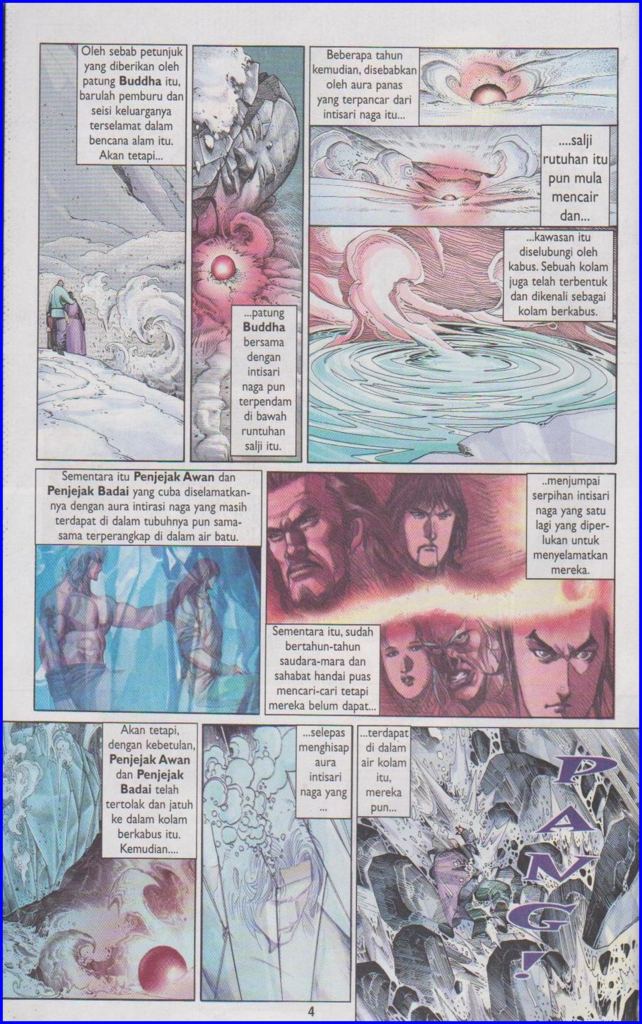 Oleh sebab petunjuk
yang diberikan oleh
patung Buddha itu,
barulah pemburu dan
seisi keluarganya
terselamat dalam
bencana alam itu.
Akan tetapi...
...patung
Buddha
bersama
dengan
intisari
naga pun
terpendam
di bawah
runtuhan
salji itu.
Beberapa tahun
kemudian, disebabkan
oleh aura panas
yang terpancar dari
intisari naga itu...
....salji
rutuhan itu
pun mula
mencair
dan...
...kawasan itu
diselubungi oleh
kabus. Sebuah kolam
juga telah terbentuk
dan dikenali sebagai
kolam berkabus.
Sementara itu Penjejak Awan dan
Penjejak Badai yang cuba diselamatkan-
nya dengan aura intirasi naga yang masih
terdapat di dalam tubuhnya pun sama-
sama terperangkap di dalam air batu.
Sementara itu, sudah
bertahun-tahun
saudara-mara dan
sahabat handai puas
mencari-cari tetapi
mereka belum dapat...
..menjumpai
serpihan intisari
naga yang satu
lagi yang diper-
lukan untuk
menyelamatkan
mereka.
Akan tetapi,
dengan kebetulan,
Penjejak Awan
dan Penjejak
Badai telah
tertolak dan jatuh
ke dalam kolam
berkabus itu.
Kemudian....
...selepas
menghisap
aura
intisari
naga yang
...
...terdapat
di dalam
air kolam
itu,
mereka
pun...
PANG!
4